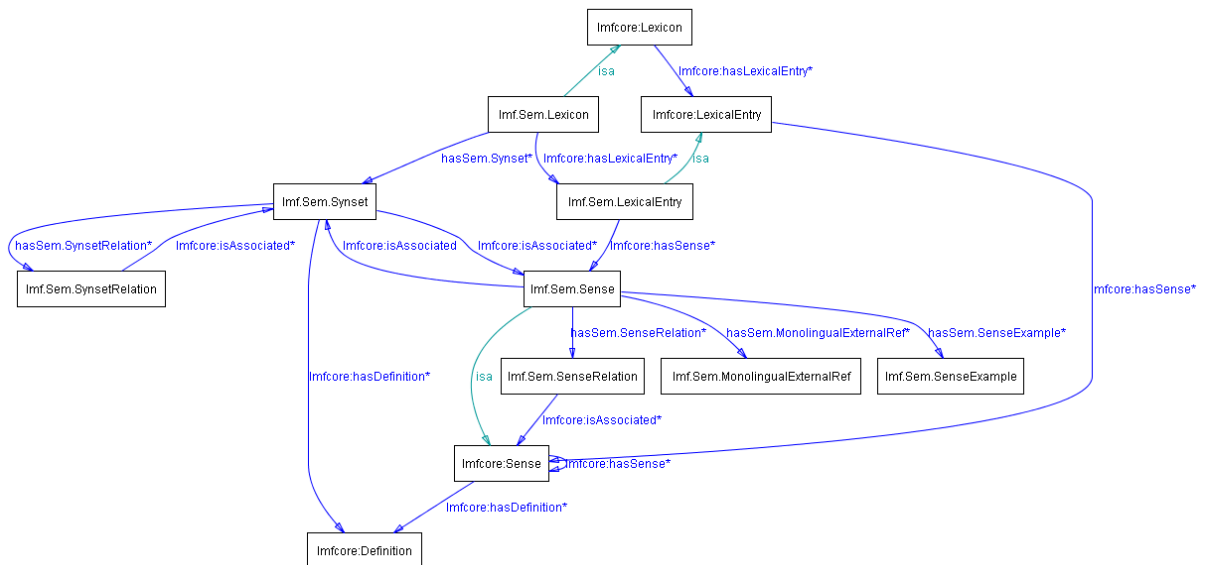 lmfcore:Lexicon
isa
lmfcore:hasLexicalEntry*
lmf.Sem.Lexicon
lmfcore:LexicalEntry
hasSem.Synset*
lmfcore:hasLexicalEntry*
isa
lmf.Sem.Synset
lmf.Sem.LexicalEntry
hasSem.SynsetRelation*
lmfcore:isAssociated*
lmfcore:isAssociated
lmfcore:isAssociated*
lmfcore:hasSense*
lmf.Sem.SynsetRelation
lmf.Sem.Sense
mfcore:hasSense*
hasSem.SenseRelation*
hasSem.MonolingualExternalRef*
hasSem.SenseExample*
lmfcore:hasDefinition*
isa
lmf.Sem.SenseRelation
lmf.Sem.MonolingualExternalRef
lmf.Sem.SenseExample
lmfcore:isAssociated*
lmfcore:Sense
lmfcore:hasSense*
lmfcore:hasDefinition*
lmfcore:Definition